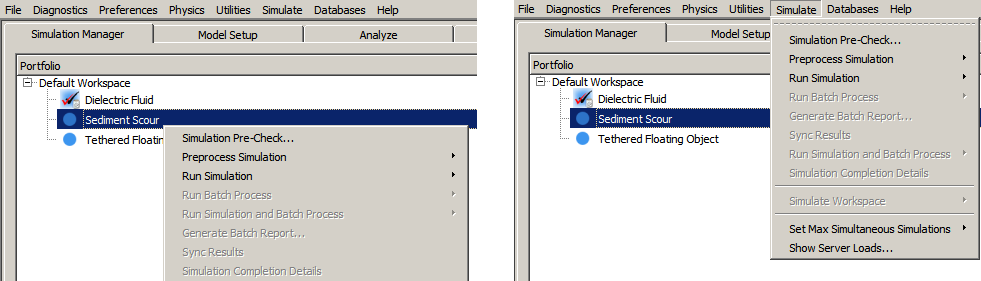 File Diagnostics Preferences Physics Utilities Simulate Databases Help
Simulation Manager Model Setup Analyze
Portfolio
Default Workspace
Dielectric Fluid
Sediment Scour
Tethered Floatin
Simulation Pre-Check...
Preprocess Simulation
Run Simulation
Run Batch Process
Run Simulation and Batch Process
Generate Batch Report...
Sync Results
Simulation Completion Details
File Diagnostics Preferences Physics Utilities Simulate Databases Help
Simulation Manager Model Setup
Portfolio
Default Workspace
Dielectric Fluid
Sediment Scour
Tethered Floating Object
Simulation Pre-Check...
Preprocess Simulation
Run Simulation
Run Batch Process
Generate Batch Report...
Sync Results
Run Simulation and Batch Process
Simulation Completion Details
Simulate Workspace
Set Max Simultaneous Simulations
Show Server Loads...